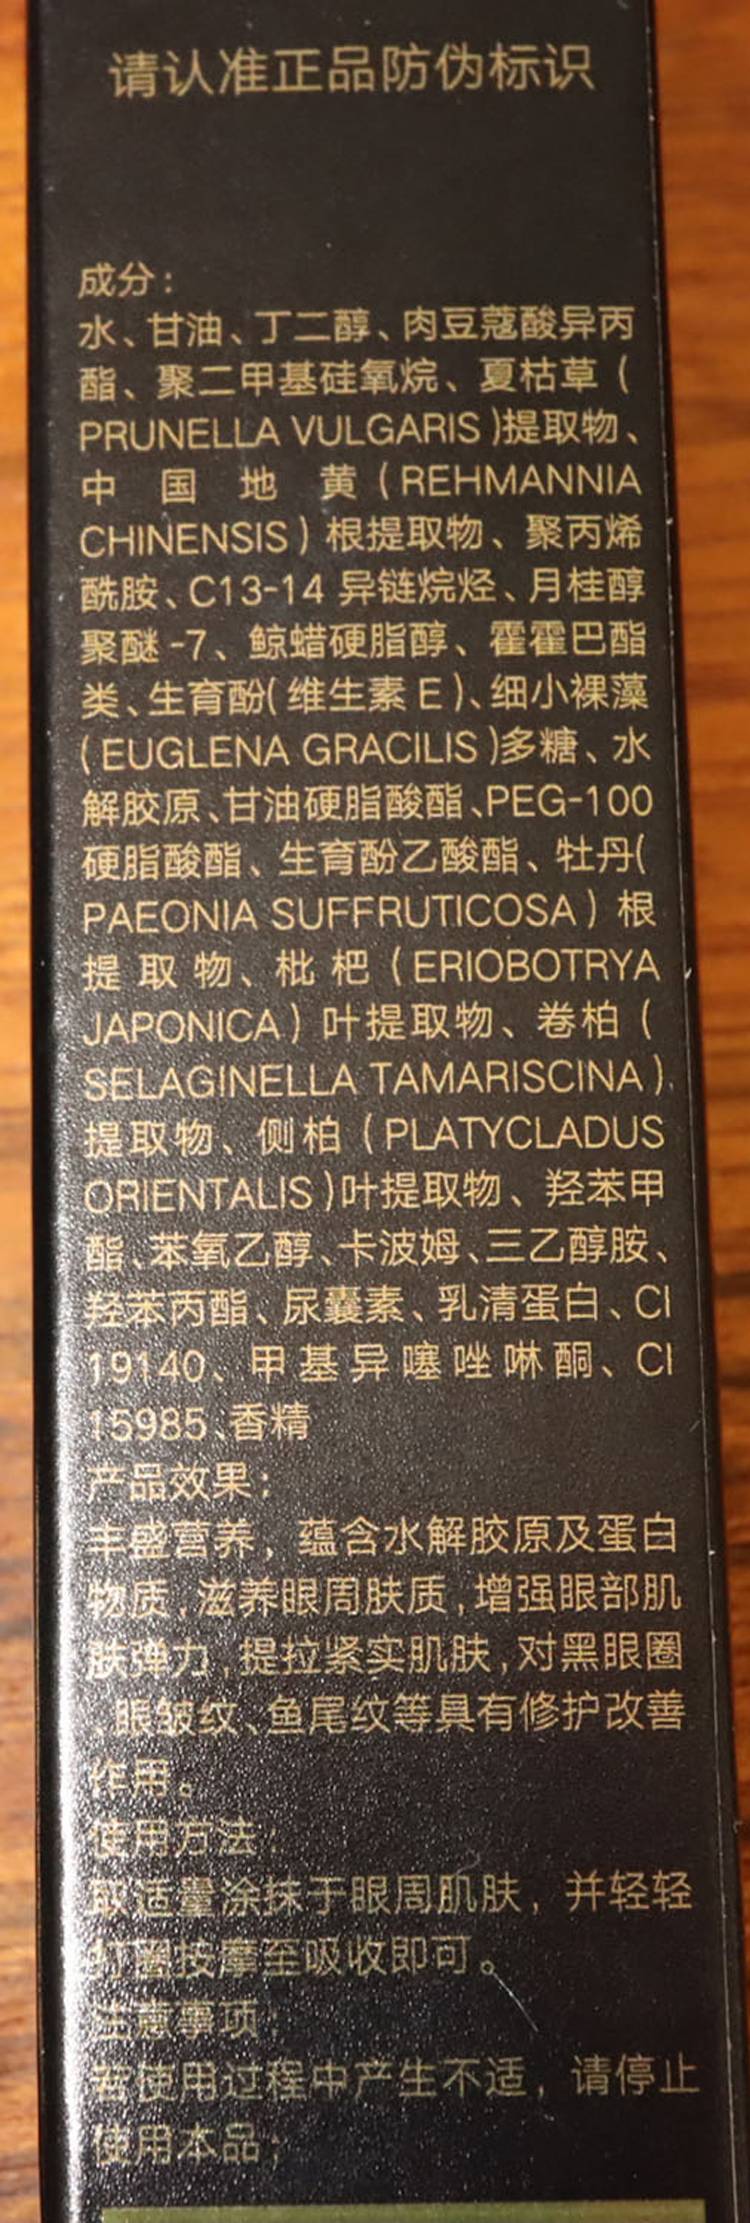 请认准正品防伪标识
成分：
水、甘油、丁二醇、肉豆蔻酸异丙
酯、聚二甲基硅氧烷、夏枯草（
PRUNELLA VULGARIS）提取物、
中国地黄（REHMANNIA
CHINENSIS）根提取物、聚丙烯
酰胺、C13-14 异链烷烃、月桂醇
聚醚-7、鲸蜡硬脂醇、霍霍巴酯
类、生育酚（维生素 E）、细小裸藻
（EUGLENA GRACILIS）多糖、水
解胶原、甘油硬脂酸酯、PEG-100
硬脂酸酯、生育酚乙酸酯、牡丹（
PAEONIA SUFFRUTICOSA）根
提取物、枇杷（ERIOBOTRYA
JAPONICA）叶提取物、卷柏（
SELAGINELLA TAMARISCINA）
提取物、侧柏（PLATYCLADUS
ORIENTALIS）叶提取物、羟苯甲
酯、苯氧乙醇、卡波姆、三乙醇胺、
羟苯丙酯、尿囊素、乳清蛋白、CI
19140、甲基异噻唑啉酮、CI
15985、香精
产品效果：
丰盛营养，蕴含水解胶原及蛋白
物质，滋养眼周肤质，增强眼部肌
肤弹力，提拉紧实肌肤，对黑眼圈
、眼皱纹、鱼尾纹等具有修护改善
作用。
使用方法：
取适量涂抹于眼周肌肤，并轻轻
打圈按摩至吸收即可。
注意事项：
若使用过程中产生不适，请停止
使用本品；